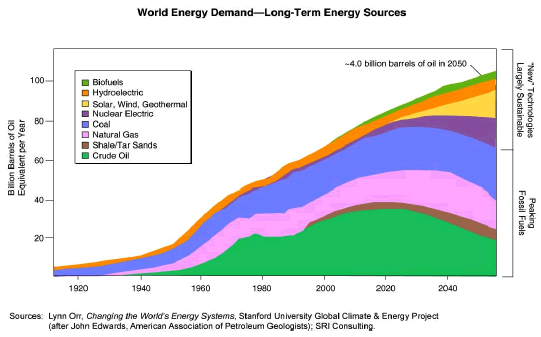 World Energy Demand—Long-Term Energy Sources
~4.0 billion barrels of oil in 2050
Biofuels
Hydroelectric
Solar, Wind, Geothermal
Nuclear Electric
Coal
Natural Gas
Shale/Tar Sands
Crude Oil
Billion Barrels of Oil
Equivalent per Year
100
80
60
40
20
1920
1940
1960
1980
2000
2020
2040
"New" Technologies
Largely Sustainable
Peaking
Fossil Fuels
Sources: Lynn Orr, Changing the World's Energy Systems, Stanford University Global Climate & Energy Project
(after John Edwards, American Association of Petroleum Geologists); SRI Consulting.